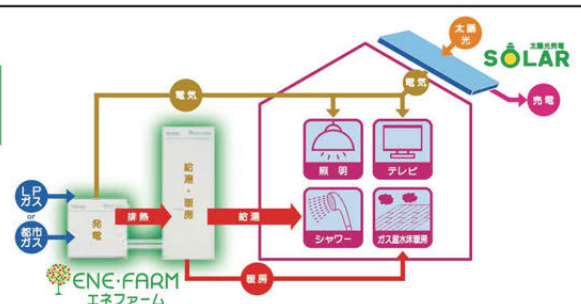 太陽光
太陽光発電
SOLAR
電気
電気
売電
照明
テレビ
給湯・暖房
LPガス
or
都市ガス
発電
排熱
給湯
シャワー
ガス温水床暖房
暖房
ENE・FARM
エネファーム